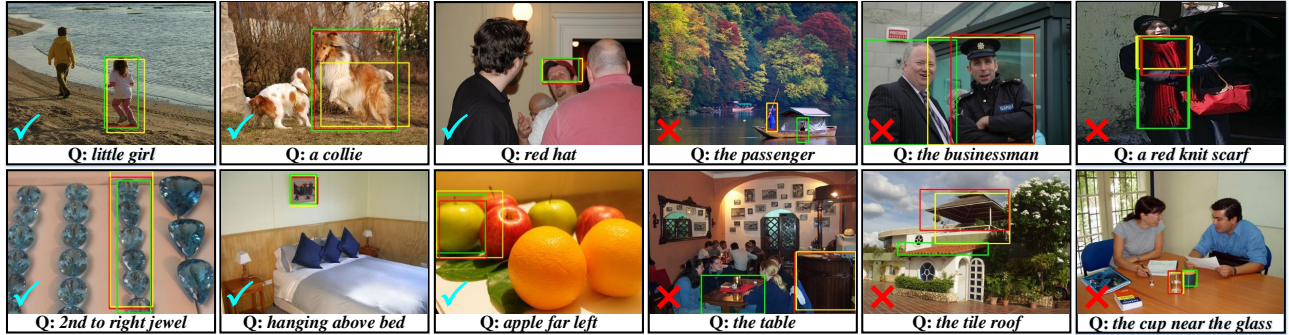 Q: little girl
Q: a collie
Q: red hat
Q: the passenger
Q: the businessman
Q: a red knit scarf
Q: 2nd to right jewel
Q: hanging above bed
Q: apple far left
Q: the table
Q: the tile roof
Q: the cup near the glass